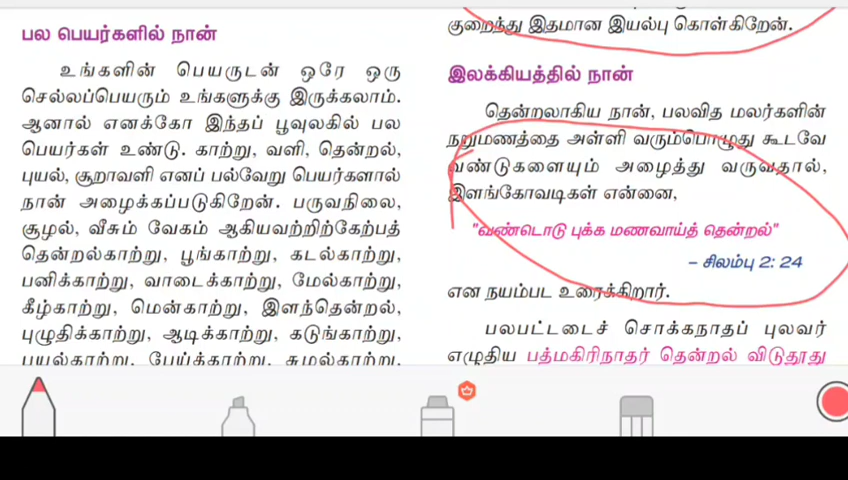 பல பெயர்களில் நான்
உங்களின் பெயருடன் ஒரே ஒரு
செல்லப்பெயரும் உங்களுக்கு இருக்கலாம்.
ஆனால் எனக்கோ இந்தப் பூவுலகில் பல
பெயர்கள் உண்டு. காற்று, வளி, தென்றல்,
புயல், சூறாவளி எனப் பல்வேறு பெயர்களால்
நான் அழைக்கப்படுகிறேன். பருவநிலை,
சூழல், வீசும் வேகம் ஆகியவற்றிற்கேற்பத்
தென்றல்காற்று, பூங்காற்று, கடல்காற்று,
பனிக்காற்று, வாடைக்காற்று, மேல்காற்று,
கீழ்காற்று, மென்காற்று, இளந்தென்றல்,
புழுதிக்காற்று, ஆடிக்காற்று, கடுங்காற்று,
புயல்காற்று, பேய்க்காற்று, சுழல்காற்று,
குறைந்து இதமான இயல்பு கொள்கிறேன்.
இலக்கியத்தில் நான்
தென்றலாகிய நான், பலவித மலர்களின்
நறுமணத்தை அள்ளி வரும்பொழுது கூடவே
வண்டுகளையும் அழைத்து வருவதால்,
இளங்கோவடிகள் என்னை,
"வண்டொடு புக்க மணவாய்த் தென்றல்"
– சிலம்பு 2: 24
என நயம்பட உரைக்கிறார்.
பலபட்டடைச் சொக்கநாதப் புலவர்
எழுதிய பத்மகிரிநாதர் தென்றல் விடுதூது